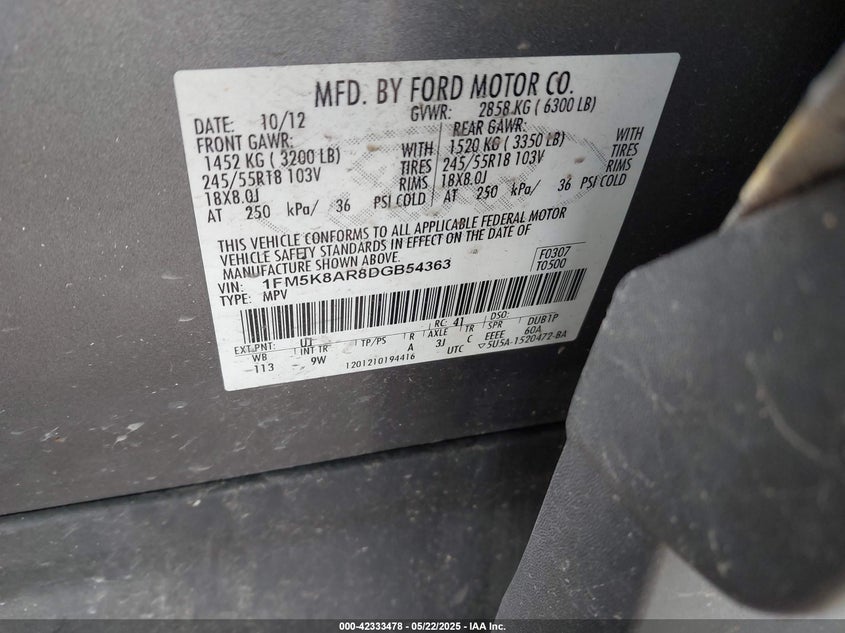 MFD. BY FORD MOTOR CO.
DATE: 10/12
GVWR: 2858 KG ( 6300 LB)
FRONT GAWR:
1452 KG ( 3200 LB)
WITH
245/55R18 103V
TIRES
18X8.0J
RIMS
AT 250 kPa/ 36 PSI COLD
REAR GAWR:
1520 KG ( 3350 LB)
WITH
245/55R18 103V
TIRES
18X8.0J
RIMS
AT 250 kPa/ 36 PSI COLD
THIS VEHICLE CONFORMS TO ALL APPLICABLE FEDERAL MOTOR
VEHICLE SAFETY STANDARDS IN EFFECT ON THE DATE OF
MANUFACTURE SHOWN ABOVE.
F0307
T0500
VIN: 1FM5K8AR8DGB54363
TYPE: MPV
EXT PNT: UJ
RC: 41
DSO:
WB
INT TR
TP/PS
R
AXLE
TR
SPR
DUB1P
113
9W
A
3J
C
EEEE
60A
1201210194416
UTC
▽5U5A-1520472-BA
000-42333478 - 05/22/2025 - IAA Inc.